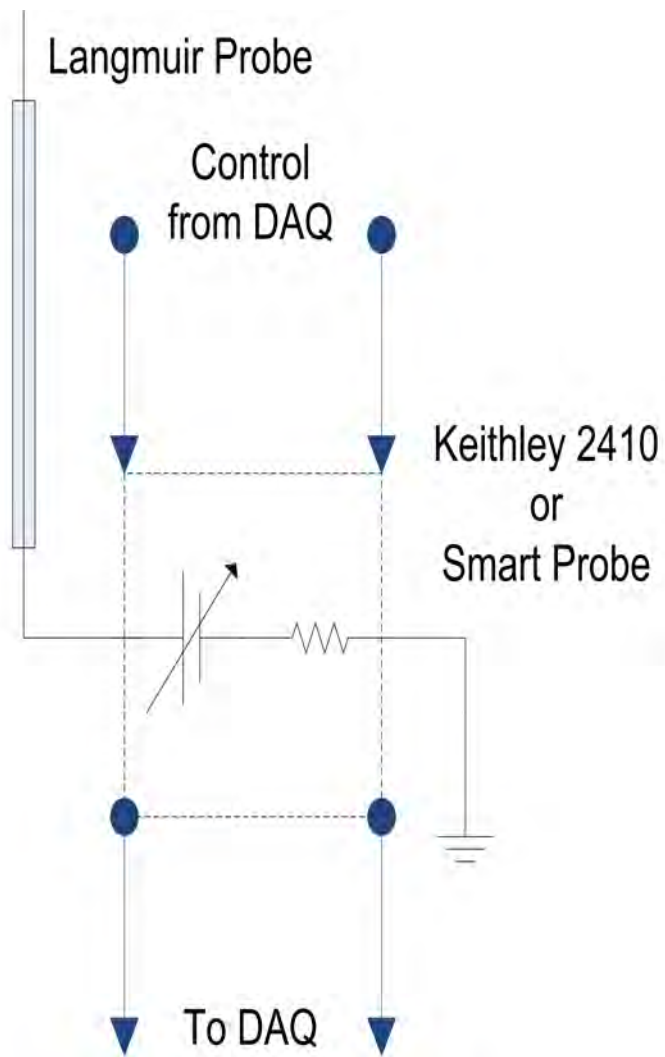 Langmuir Probe
Control
from DAQ
Keithley 2410
or
Smart Probe
To DAQ